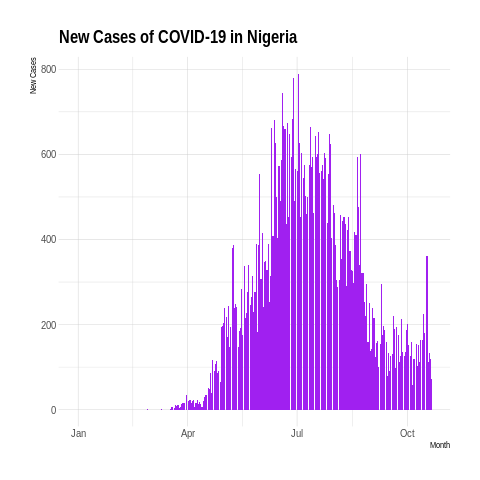 New Cases of COVID-19 in Nigeria
New Cases
800
600
400
200
0
Jan Apr Jul Oct
Month